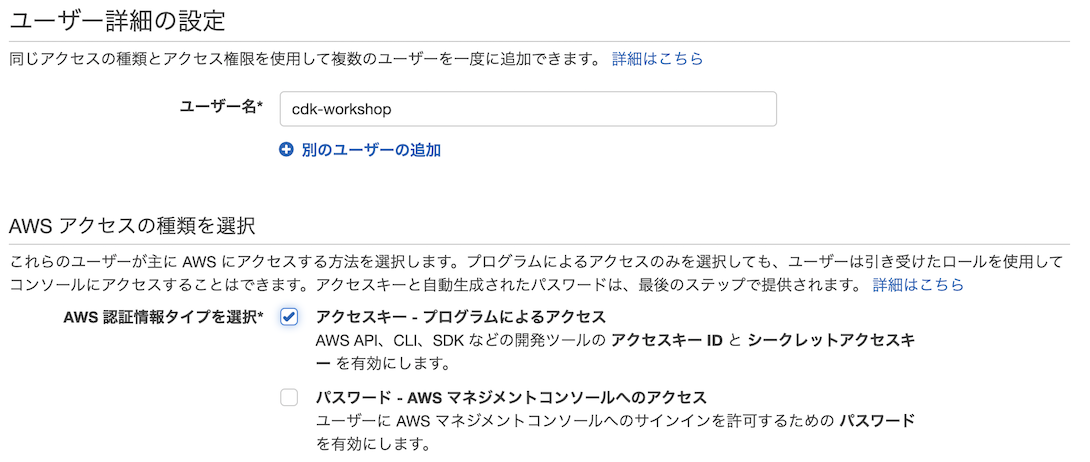 ユーザー詳細の設定
同じアクセスの種類とアクセス権限を使用して複数のユーザーを一度に追加できます。 詳細はこちら
ユーザー名* cdk-workshop
別のユーザーの追加
AWS アクセスの種類を選択
これらのユーザーが主に AWS にアクセスする方法を選択します。プログラムによるアクセスのみを選択しても、ユーザーは引き受けたロールを使用して
コンソールにアクセスすることはできます。アクセスキーと自動生成されたパスワードは、最後のステップで提供されます。 詳細はこちら
AWS 認証情報タイプを選択* アクセスキー - プログラムによるアクセス
AWS API、CLI、SDK などの開発ツールの アクセスキー ID と シークレットアクセスキ
ー を有効にします。
パスワード - AWS マネジメントコンソールへのアクセス
ユーザーに AWS マネジメントコンソールへのサインインを許可するための パスワード
を有効にします。